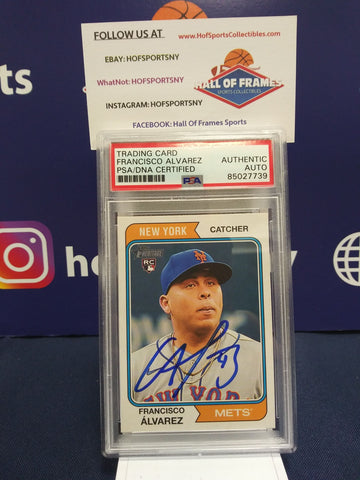 FOLLOW US AT
www.HofSportsCollectibles.com
EBAY: HOFSPORTSNY
WhatNot: HOFSPORTSNY
INSTAGRAM: HOFSPORTSNY
FACEBOOK: Hall Of Frames Sports
HALL OF FRAMES
SPORTS COLLECTIBLES
TRADING CARD
FRANCISCO ALVAREZ
PSA/DNA CERTIFIED
PSA
AUTHENTIC
AUTO
85027739
NEW YORK
CATCHER
HERITAGE
RC
NEW YORK
FRANCISCO
ÁLVAREZ
METS
ho